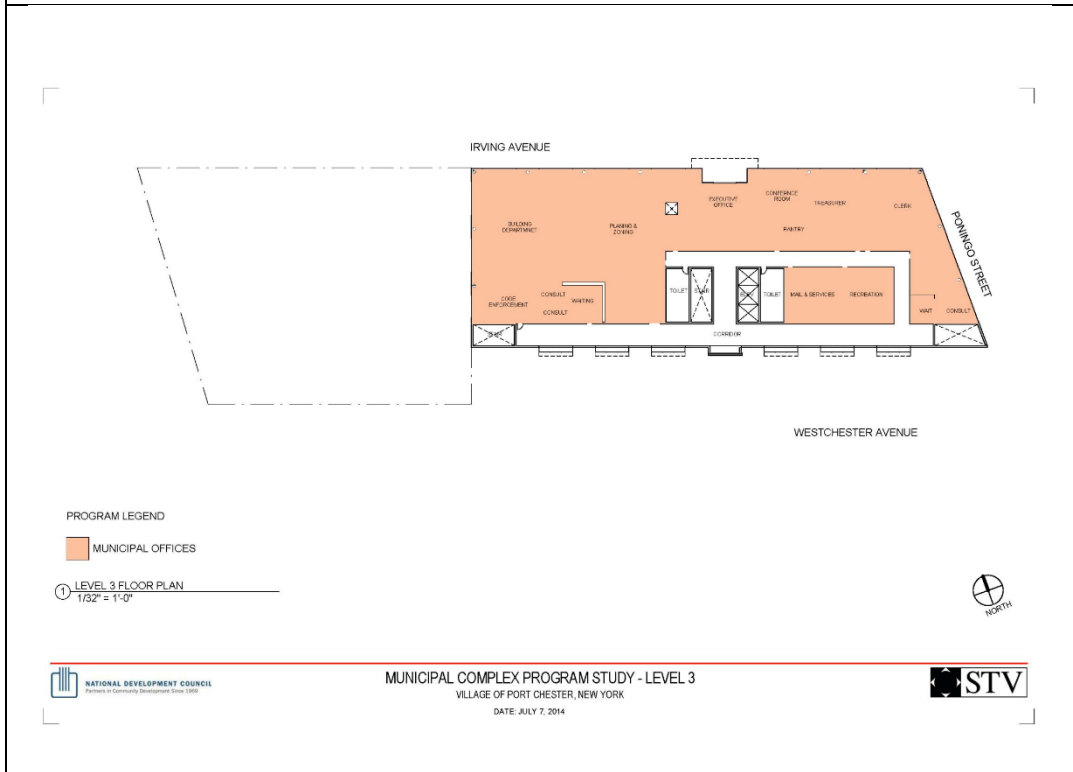 IRVING AVENUE
EXECUTIVE
OFFICE
CONFERNCE
ROOM
TREASURER
CLERK
BUILDING
DEPARTMNET
PLANING &
ZONING
PANTRY
PONINGO STREET
CODE
ENFORCEMENT
CONSULT
WAITING
CONSULT
TOILET
STAIR
TOILET
MAIL & SERVICES
RECREATION
WAIT
CONSULT
CORRIDOR
WESTCHESTER AVENUE
PROGRAM LEGEND
MUNICIPAL OFFICES
1
LEVEL 3 FLOOR PLAN
1/32" = 1'-0"
NORTH
NATIONAL DEVELOPMENT COUNCIL
Partners in Community Development Since 1969
MUNICIPAL COMPLEX PROGRAM STUDY - LEVEL 3
VILLAGE OF PORT CHESTER, NEW YORK
DATE: JULY 7, 2014
STV